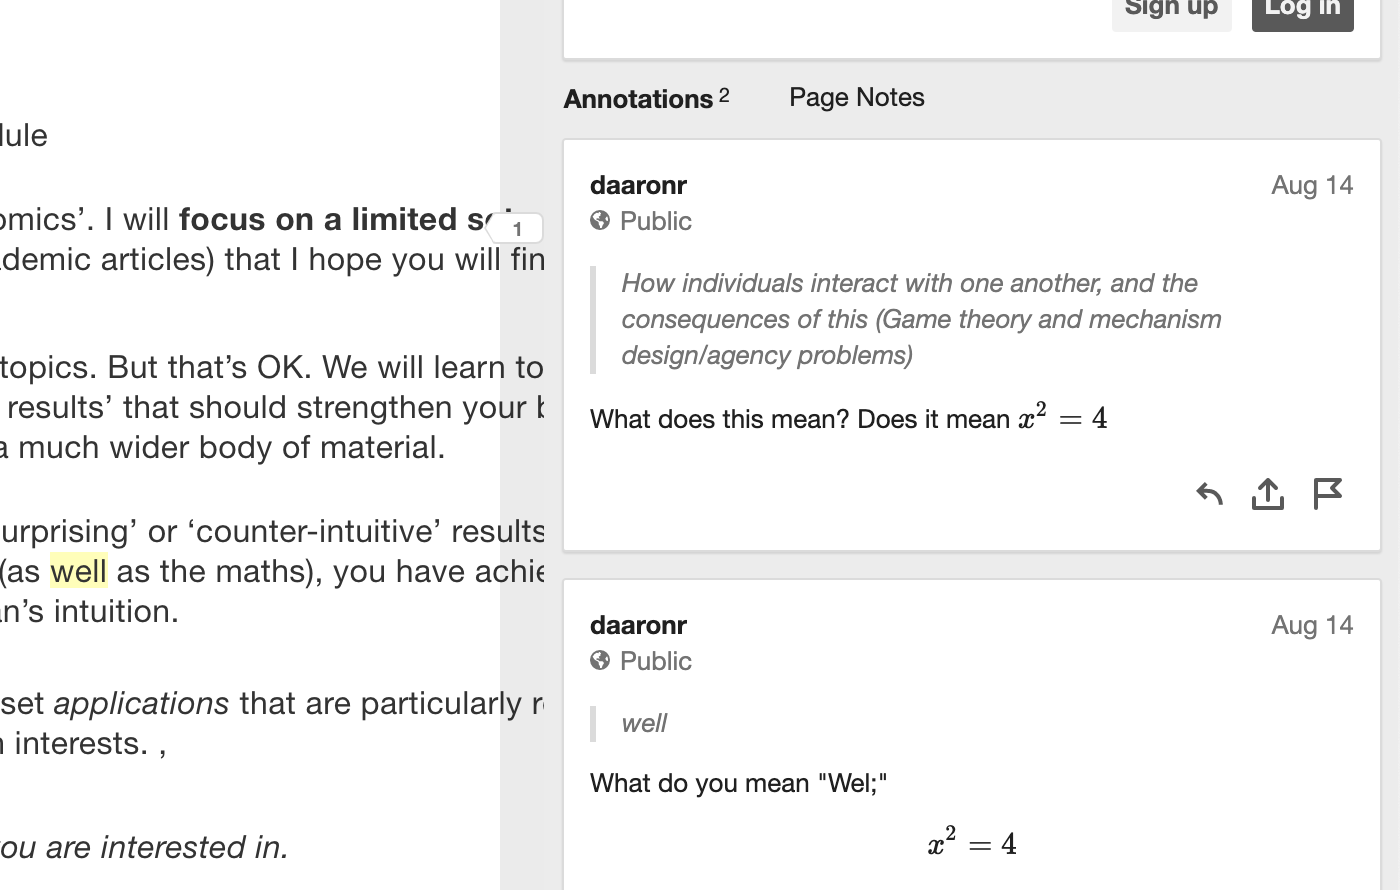 lule
omics’. I will focus on a limited
demic articles) that I hope you will fin
topics. But that’s OK. We will learn to
results’ that should strengthen your
a much wider body of material.
urprising’ or ‘counter-intuitive’ results
(as well as the maths), you have achie
an’s intuition.
set applications that are particularly
interests. ,
ou are interested in.
1
Sign up
Log in
Annotations 2
Page Notes
daaronr
Aug 14
Public
How individuals interact with one another, and the
consequences of this (Game theory and mechanism
design/agency problems)
What does this mean? Does it mean x² = 4
daaronr
Aug 14
Public
well
What do you mean "Wel;"
x² = 4